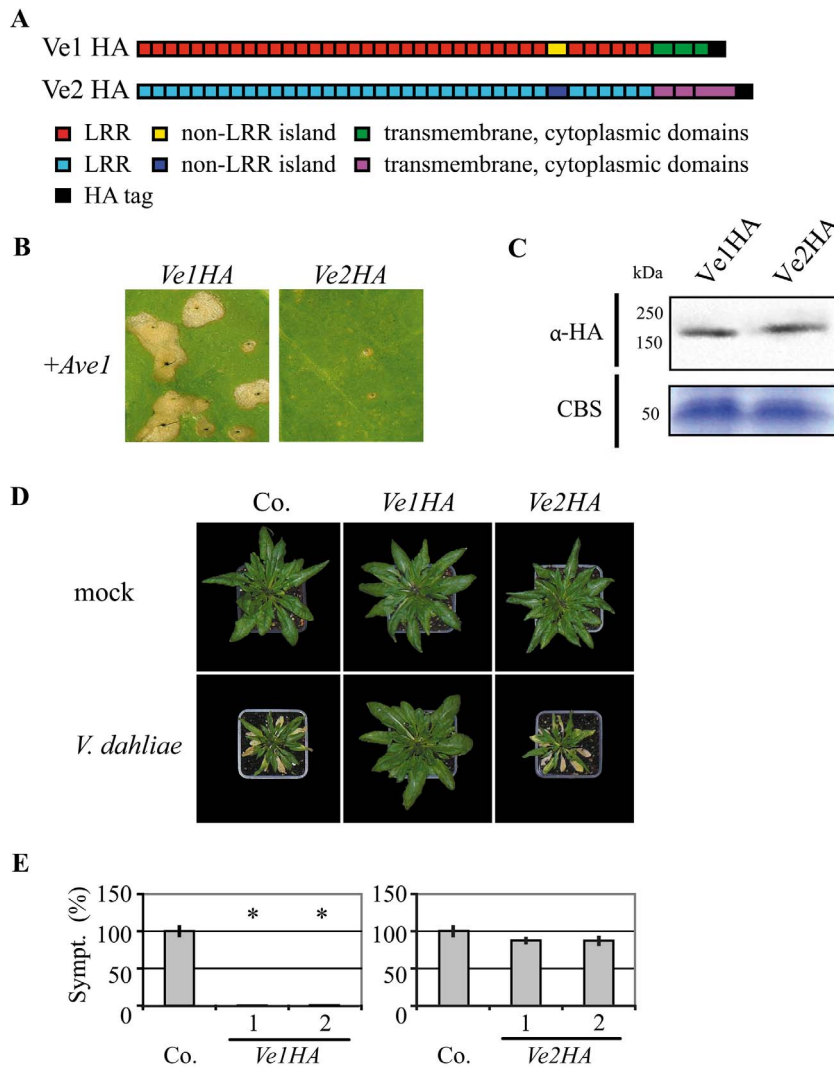 A
Ve1 HA
Ve2 HA
LRR non-LRR island transmembrane, cytoplasmic domains
LRR non-LRR island transmembrane, cytoplasmic domains
HA tag
B
Ve1HA Ve2HA
+Ave1
C
Ve1HA Ve2HA
kDa
α-HA
250
150
CBS
50
D
Co. Ve1HA Ve2HA
mock
V. dahliae
E
Sympt. (%)
150
100
50
0
* *
1 2
Co. Ve1HA
150
100
50
0
1 2
Co. Ve2HA